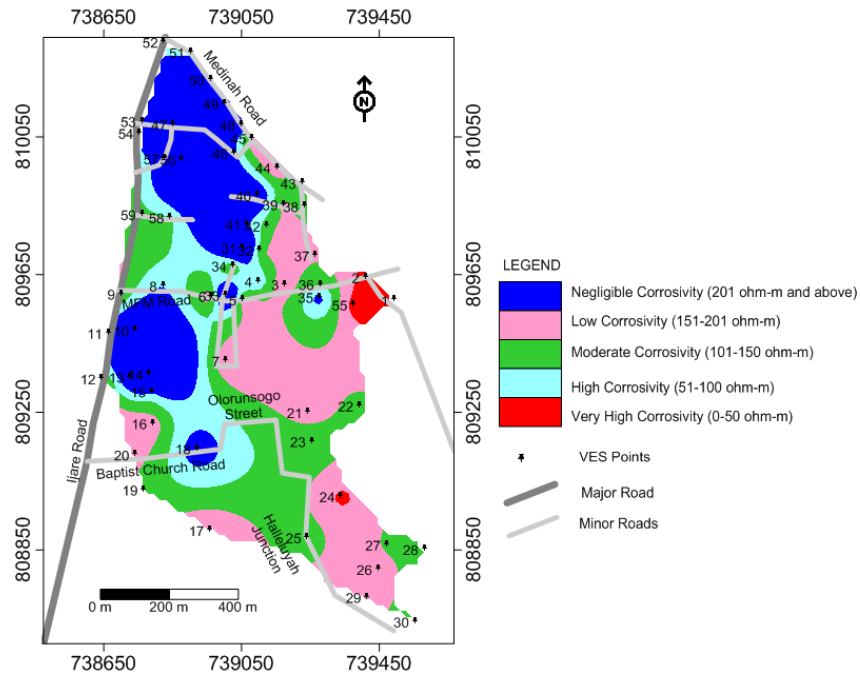 738650 739050 739450
52
51
Medinah Road
50
N
49
53 47 48
54 45
810050 810050
46
57 56 44
43
40
39 38
59 58
41 42
31 32 37
34
809650 809650
2
8 4 3 36
9 6 33 5 35 1
MFM Road 55
11 10
7
12 13 14
15
Olorunsogo
Street
809250 809250
21 22
16
23
18
20
Baptist Church Road
Ijare Road
19 24
17 25
Halleluyah
Junction
27 28
808850 808850
26
29
30
0 m 200 m 400 m
738650 739050 739450
LEGEND
Negligible Corrosivity (201 ohm-m and above)
Low Corrosivity (151-201 ohm-m)
Moderate Corrosivity (101-150 ohm-m)
High Corrosivity (51-100 ohm-m)
Very High Corrosivity (0-50 ohm-m)
VES Points
Major Road
Minor Roads